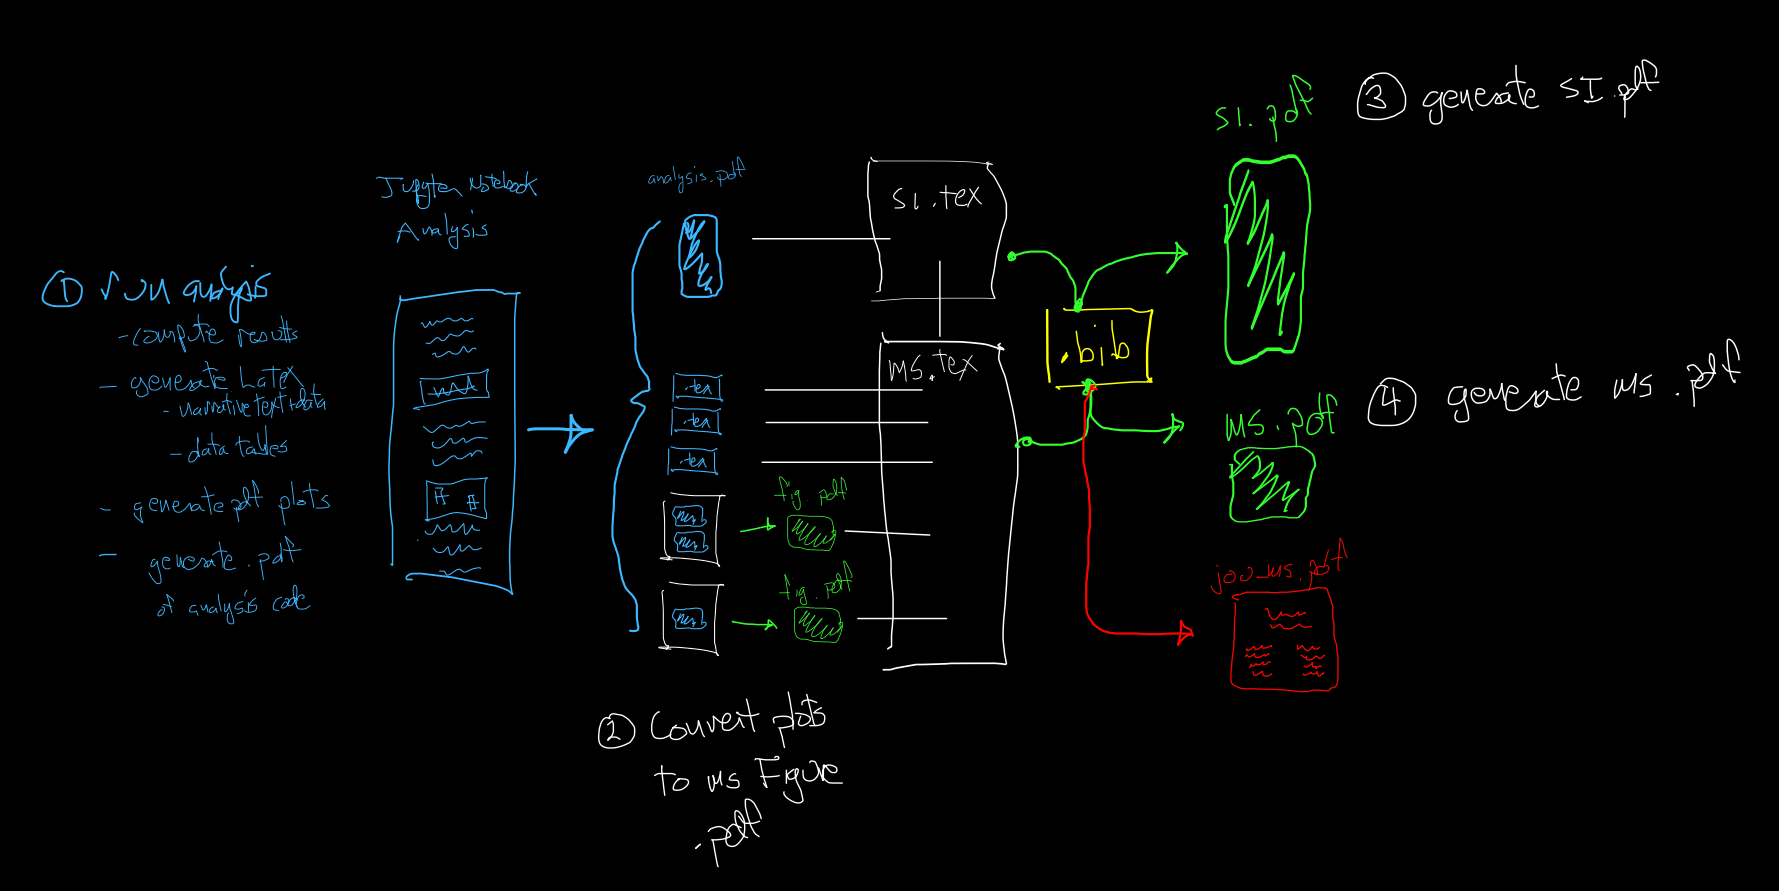 ① run analysis
- compute results
- generate LaTex
- narrative text+data
- data tables
- generate pdf plots
- generate .pdf
of analysis code
Jupyter Notebook
Analysis
analysis.pdf
.tex
.tex
.tex
fig.pdf
fig.pdf
② Convert plots
to ms Figure
.pdf
SI.tex
ms.tex
.bib
SI.pdf
③ generate SI.pdf
ms.pdf
④ generate ms.pdf
jou_ms.pdf